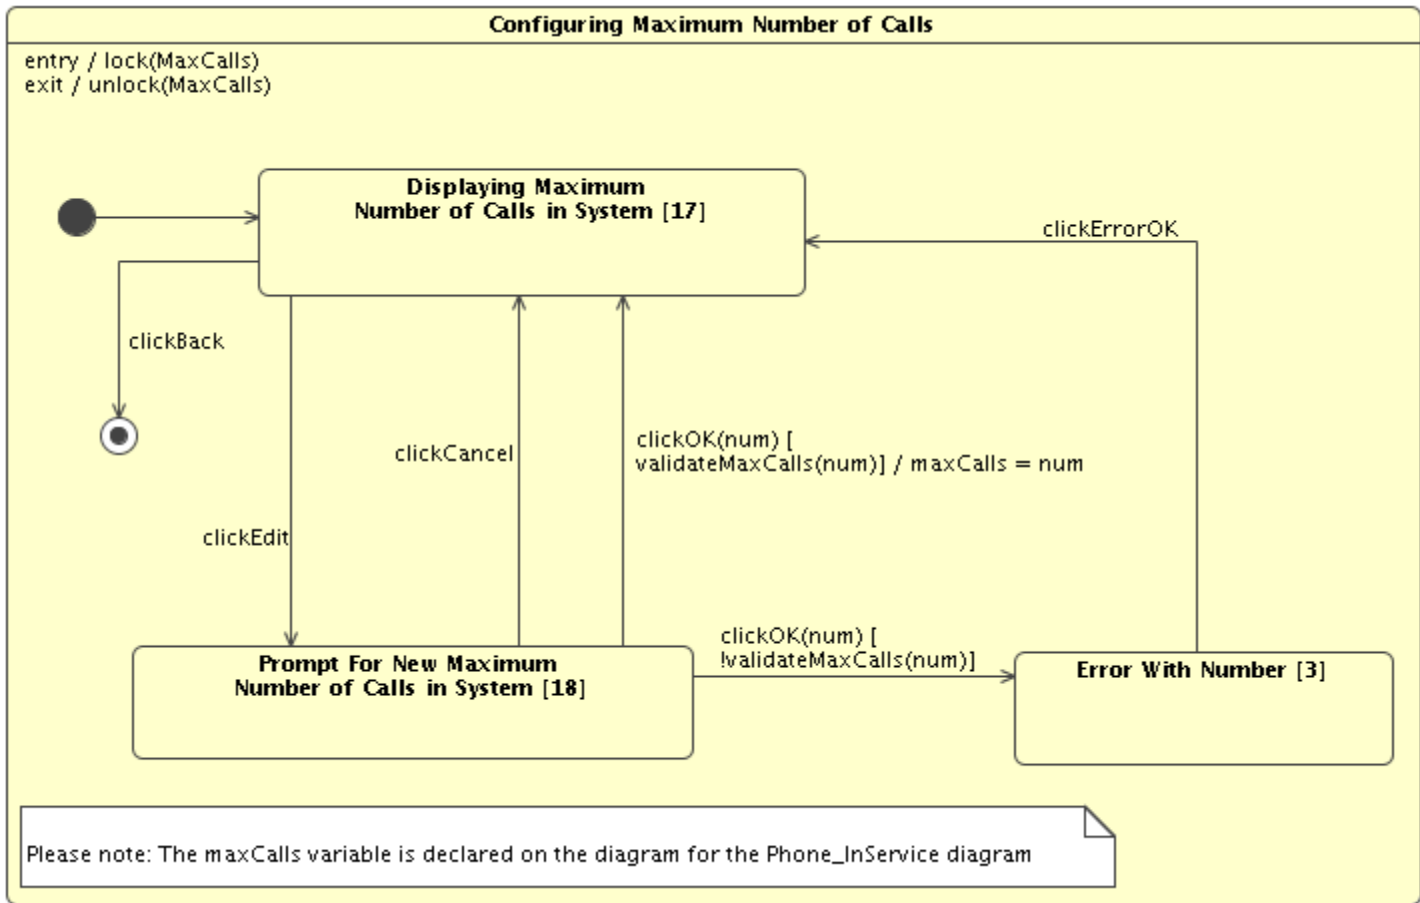 Configuring Maximum Number of Calls
entry / lock(MaxCalls)
exit / unlock(MaxCalls)
Displaying Maximum
Number of Calls in System [17]
clickErrorOK
clickBack
clickCancel
clickOK(num) [
validateMaxCalls(num)] / maxCalls = num
clickEdit
clickOK(num) [
!validateMaxCalls(num)]
Prompt For New Maximum
Number of Calls in System [18]
Error With Number [3]
Please note: The maxCalls variable is declared on the diagram for the Phone_InService diagram